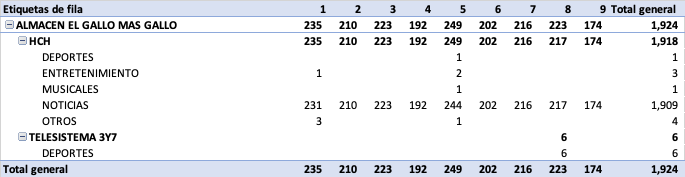 Etiquetas de fila 1 2 3 4 5 6 7 8 9 Total general
ALMACEN EL GALLO MAS GALLO 235 210 223 192 249 202 216 223 174 1,924
HCH 235 210 223 192 249 202 216 217 174 1,918
DEPORTES 1 1
ENTRETENIMIENTO 1 2 3
MUSICALES 1 1
NOTICIAS 231 210 223 192 244 202 216 217 174 1,909
OTROS 3 1 4
TELESISTEMA 3Y7 6 6
DEPORTES 6 6
Total general 235 210 223 192 249 202 216 223 174 1,924